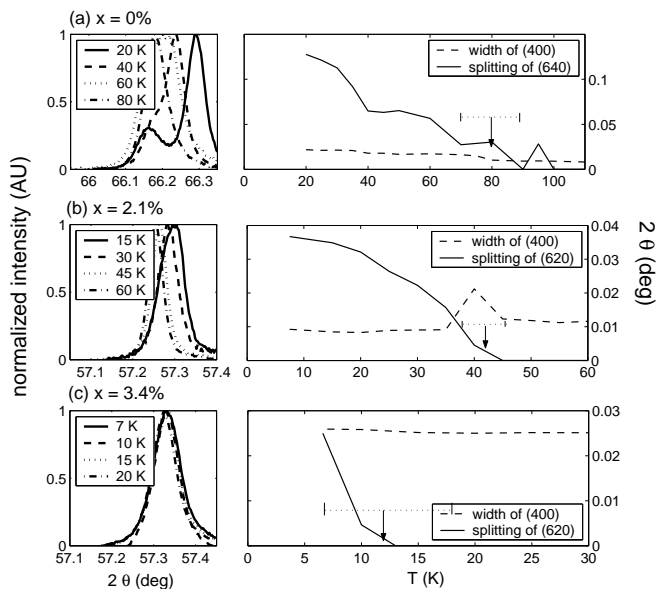 (a) x = 0%
20 K
40 K
60 K
80 K
1
0.5
0
66 66.1 66.2 66.3
width of (400)
splitting of (640)
0.1
0.05
0
0 20 40 60 80 100
(b) x = 2.1%
15 K
30 K
45 K
60 K
1
0.5
0
57.1 57.2 57.3 57.4
width of (400)
splitting of (620)
0.04
0.03
0.02
0.01
0
0 10 20 30 40 50 60
(c) x = 3.4%
7 K
10 K
15 K
20 K
1
0.5
0
57.1 57.2 57.3 57.4
2 θ (deg)
width of (400)
splitting of (620)
0.03
0.02
0.01
0
0 5 10 15 20 25 30
T (K)
normalized intensity (AU)
2 θ (deg)